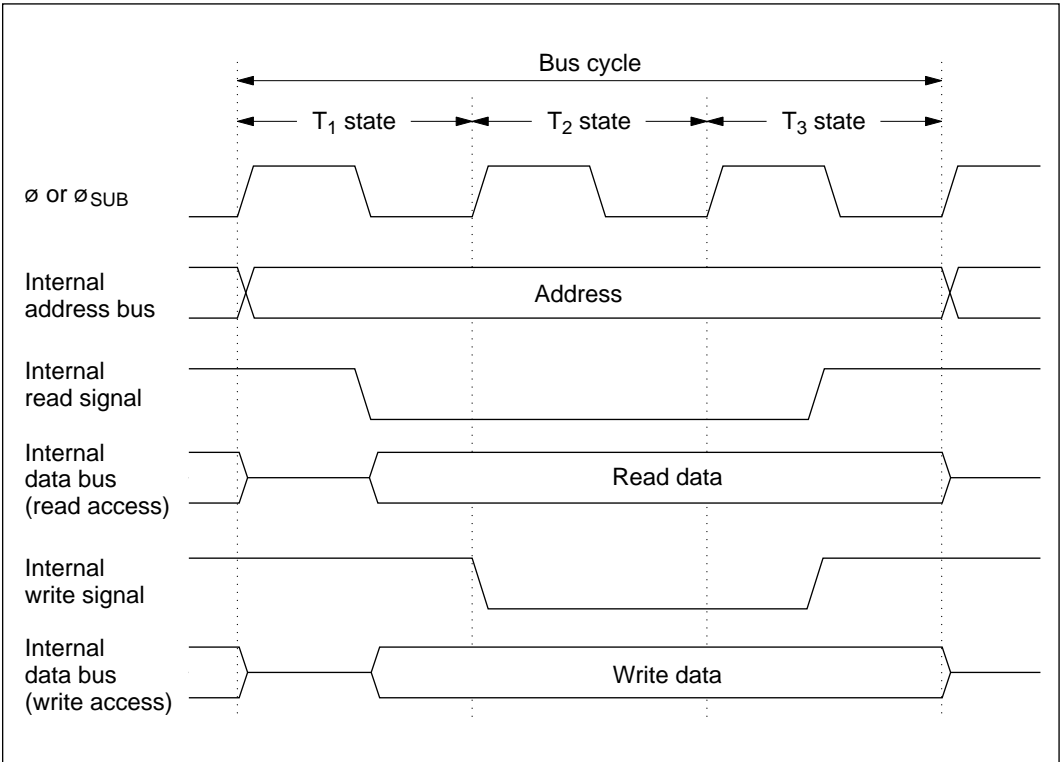 Bus cycle
T1 state
T2 state
T3 state
ø or øSUB
Internal
address bus
Address
Internal
read signal
Internal
data bus
(read access)
Read data
Internal
write signal
Internal
data bus
(write access)
Write data